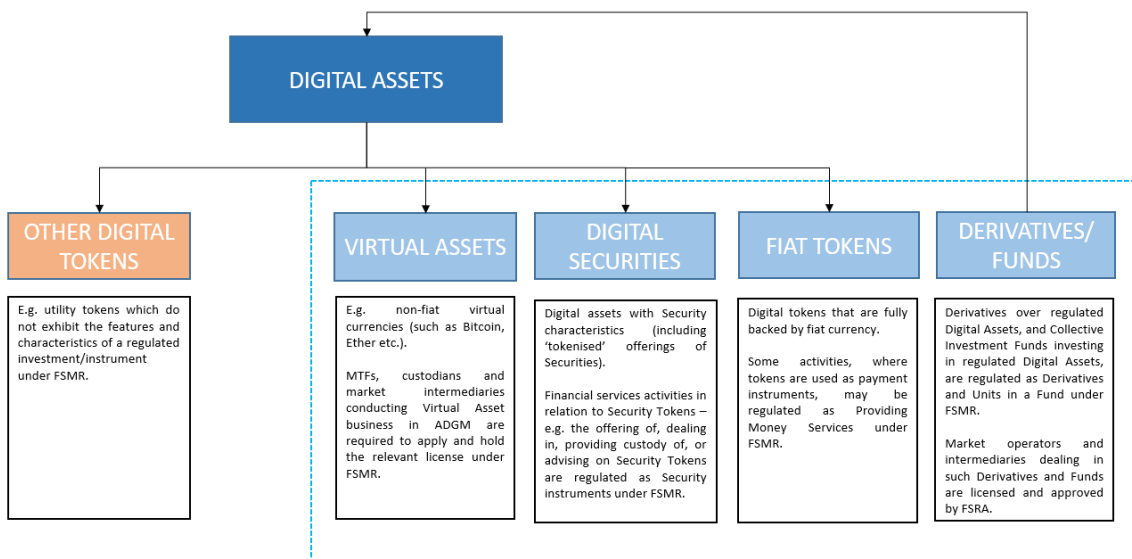 DIGITAL ASSETS
OTHER DIGITAL
TOKENS
E.g. utility tokens which do
not exhibit the features and
characteristics of a regulated
investment/instrument
under FSMR.
VIRTUAL ASSETS
E.g. non-fiat virtual
currencies (such as Bitcoin,
Ether etc.).
MTFs, custodians and
market intermediaries
conducting Virtual Asset
business in ADGM are
required to apply and hold
the relevant license under
FSMR.
DIGITAL
SECURITIES
Digital assets with Security
characteristics (including
‘tokenised’ offerings of
Securities).
Financial services activities in
relation to Security Tokens –
e.g. the offering of, dealing
in, providing custody of, or
advising on Security Tokens
are regulated as Security
instruments under FSMR.
FIAT TOKENS
Digital tokens that are fully
backed by fiat currency.
Some activities, where
tokens are used as payment
instruments, may be
regulated as Providing
Money Services under
FSMR.
DERIVATIVES/
FUNDS
Derivatives over regulated
Digital Assets, and Collective
Investment Funds investing
in regulated Digital Assets,
are regulated as Derivatives
and Units in a Fund under
FSMR.
Market operators and
intermediaries dealing in
such Derivatives and Funds
are licensed and approved
by FSRA.